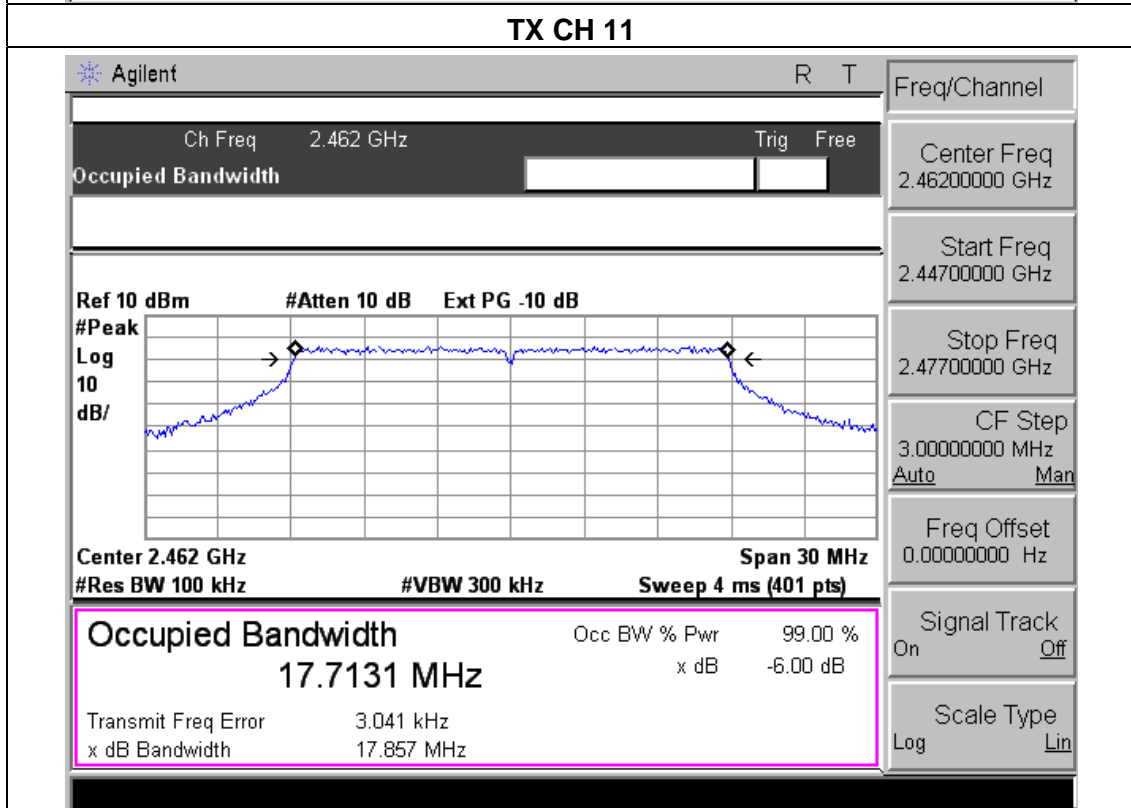 TX CH 11
Agilent R T
Ch Freq 2.462 GHz Trig Free
Occupied Bandwidth
Ref 10 dBm #Atten 10 dB Ext PG -10 dB
#Peak
Log
10
dB/
Center 2.462 GHz Span 30 MHz
#Res BW 100 kHz #VBW 300 kHz Sweep 4 ms (401 pts)
Occupied Bandwidth Occ BW % Pwr 99.00 %
17.7131 MHz x dB -6.00 dB
Transmit Freq Error 3.041 kHz
x dB Bandwidth 17.857 MHz
Freq/Channel
Center Freq
2.46200000 GHz
Start Freq
2.44700000 GHz
Stop Freq
2.47700000 GHz
CF Step
3.00000000 MHz
Auto Man
Freq Offset
0.00000000 Hz
Signal Track
On Off
Scale Type
Log Lin